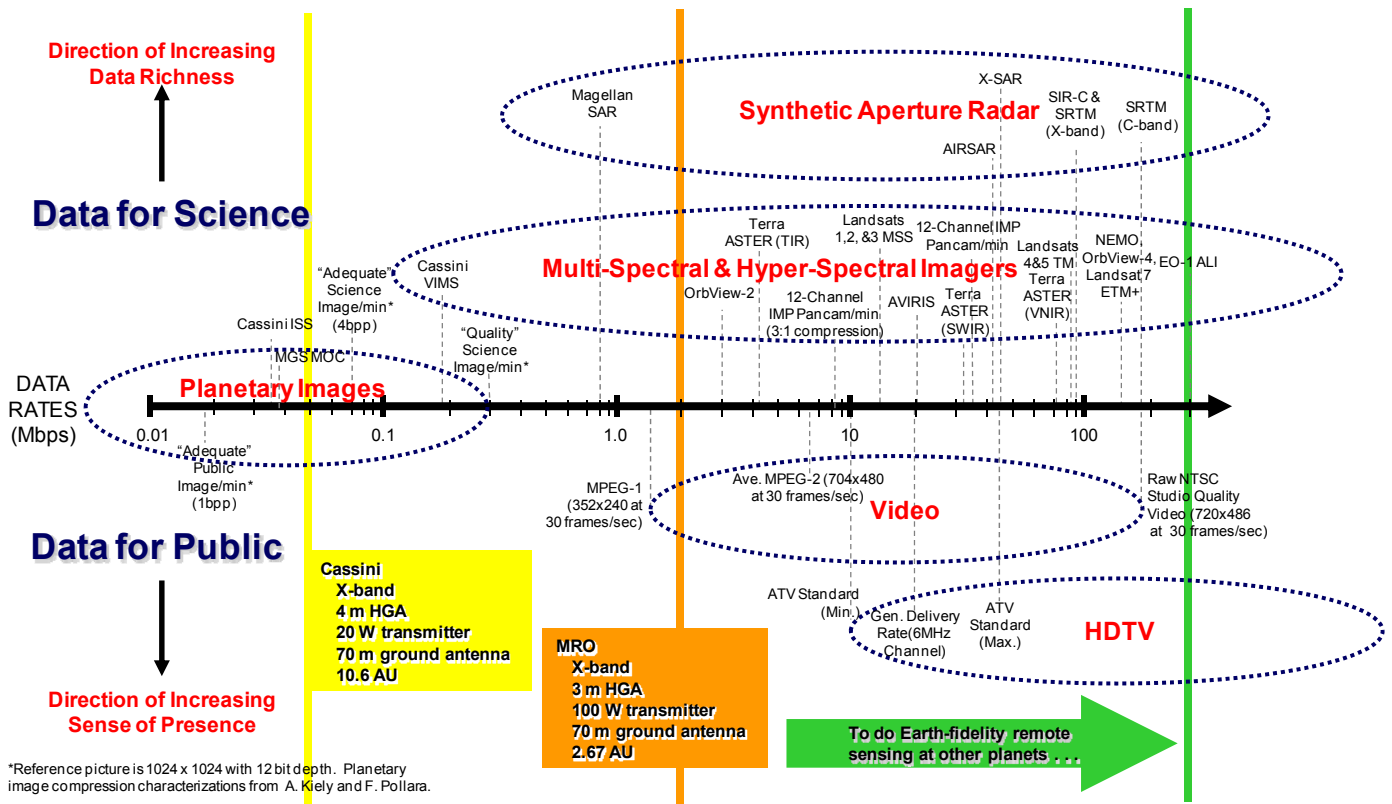 Direction of Increasing
Data Richness
Data for Science
Magellan
SAR
Synthetic Aperture Radar
X-SAR
AIRSAR
SIR-C &
SRTM
(X-band)
SRTM
(C-band)
Multi-Spectral & Hyper-Spectral Imagers
"Adequate"
Science
Image/min*
(4bpp)
Cassini
VIMS
Terra
ASTER (TIR)
Landsats
1,2, &3 MSS
12-Channel IMP
Pancam/min
Landsats
4&5 TM
Terra
ASTER
(VNIR)
NEMO,
OrbView-4,
Landsat 7
ETM+
EO-1 ALI
OrbView-2
12-Channel
IMP Pancam/min
(3:1 compression)
AVIRIS
Terra
ASTER
(SWIR)
Cassini ISS
MGS MOC
"Quality"
Science
Image/min*
Planetary Images
DATA
RATES
(Mbps)
0.01
0.1
1.0
10
100
"Adequate"
Public
Image/min*
(1bpp)
MPEG-1
(352x240 at
30 frames/sec)
Ave. MPEG-2 (704x480
at 30 frames/sec)
Video
Raw NTSC
Studio Quality
Video (720x486
at 30 frames/sec)
Data for Public
Cassini
X-band
4 m HGA
20 W transmitter
70 m ground antenna
10.6 AU
ATV Standard
(Min.)
Gen. Delivery
Rate(6MHz
Channel)
ATV
Standard
(Max.)
HDTV
MRO
X-band
3 m HGA
100 W transmitter
70 m ground antenna
2.67 AU
Direction of Increasing
Sense of Presence
To do Earth-fidelity remote
sensing at other planets . . .
*Reference picture is 1024 x 1024 with 12 bit depth. Planetary
image compression characterizations from A. Kiely and F. Pollara.